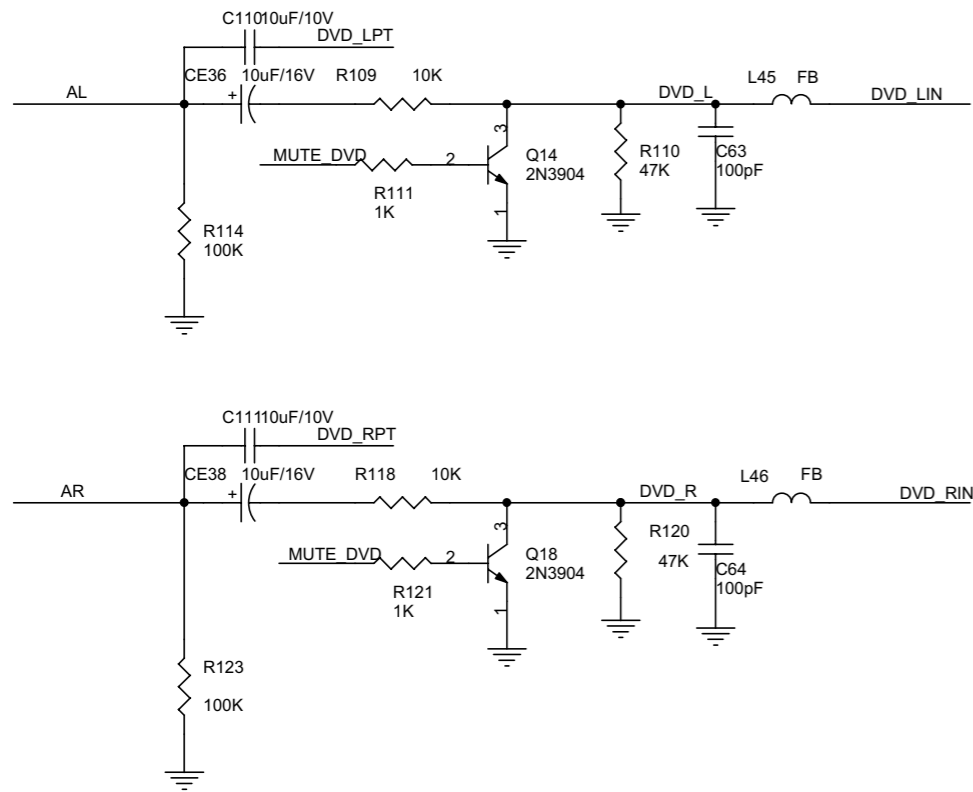 C110 10uF/10V
DVD_LPT
CE36 10uF/16V R109 10K L45 FB
AL + DVD_L DVD_LIN
3
MUTE_DVD 2 Q14
2N3904
R110
47K
C63
100pF
R111
1K
1
R114
100K
C111 10uF/10V
DVD_RPT
CE38 10uF/16V R118 10K L46 FB
AR + DVD_R DVD_RIN
3
MUTE_DVD 2 Q18
2N3904
R120
47K
C64
100pF
R121
1K
1
R123
100K